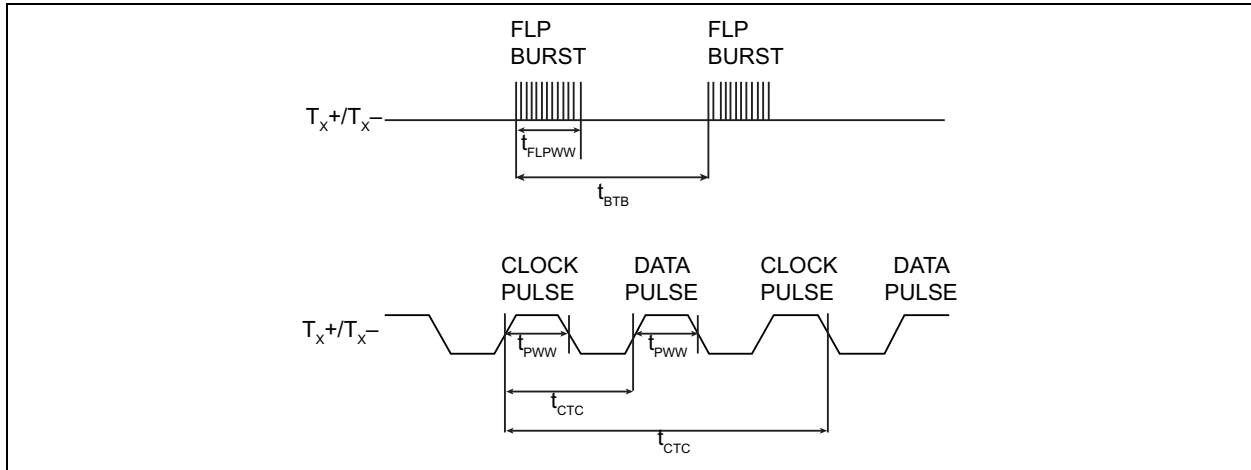 FLP
BURST
FLP
BURST
TX+/TX–
tFLPWW
tBTB
CLOCK
PULSE
DATA
PULSE
CLOCK
PULSE
DATA
PULSE
TX+/TX–
tPWW
tPWW
tCTC
tCTC